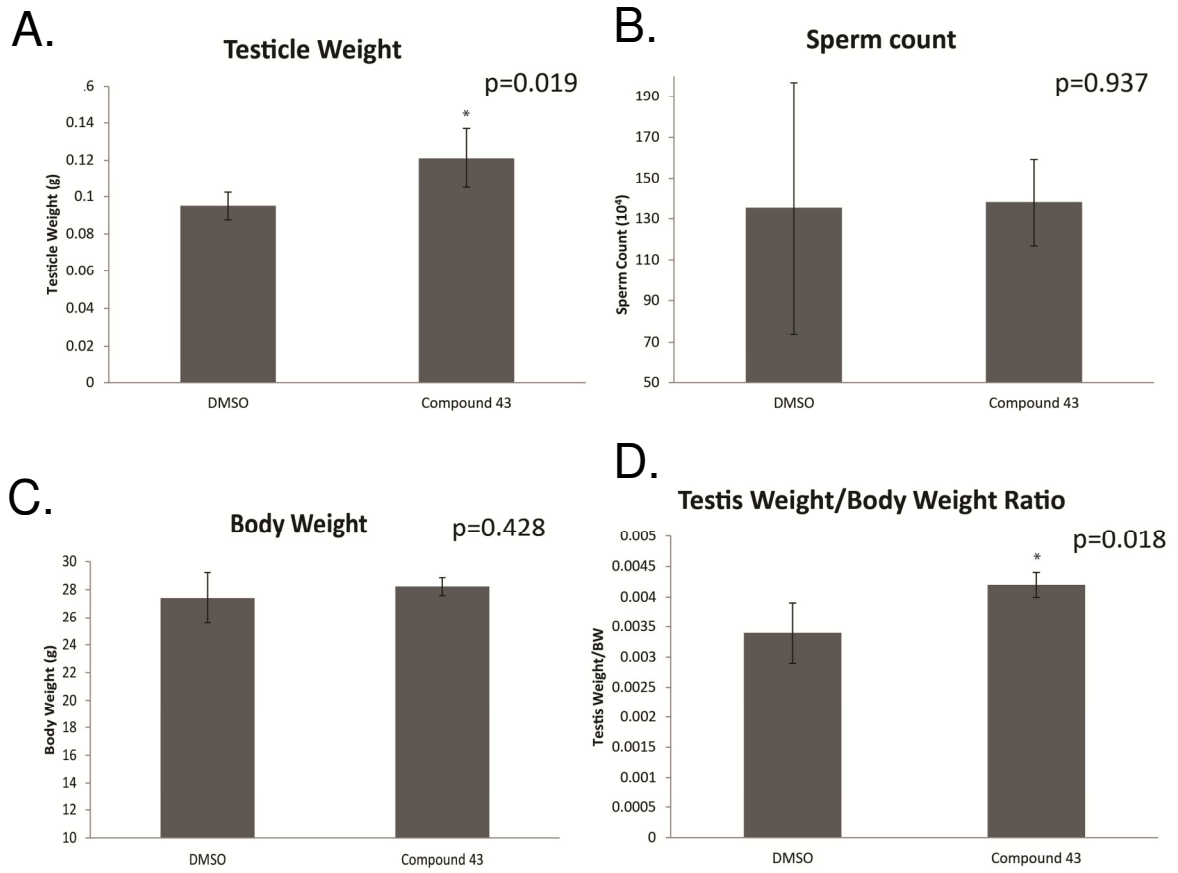 A.
Testicle Weight
p=0.019
*
Testicle Weight (g)
.6
0.14
0.12
0.1
0.08
0.06
0.04
0.02
0
DMSO
Compound 43
B.
Sperm count
p=0.937
Sperm Count (10⁴)
190
170
150
130
110
90
70
50
DMSO
Compound 43
C.
Body Weight
p=0.428
Body Weight (g)
30
28
26
24
22
20
18
16
14
12
10
DMSO
Compound 43
D.
Testis Weight/Body Weight Ratio
p=0.018
*
Testis Weight/BW
0.005
0.0045
0.004
0.0035
0.003
0.0025
0.002
0.0015
0.001
0.0005
0
DMSO
Compound 43